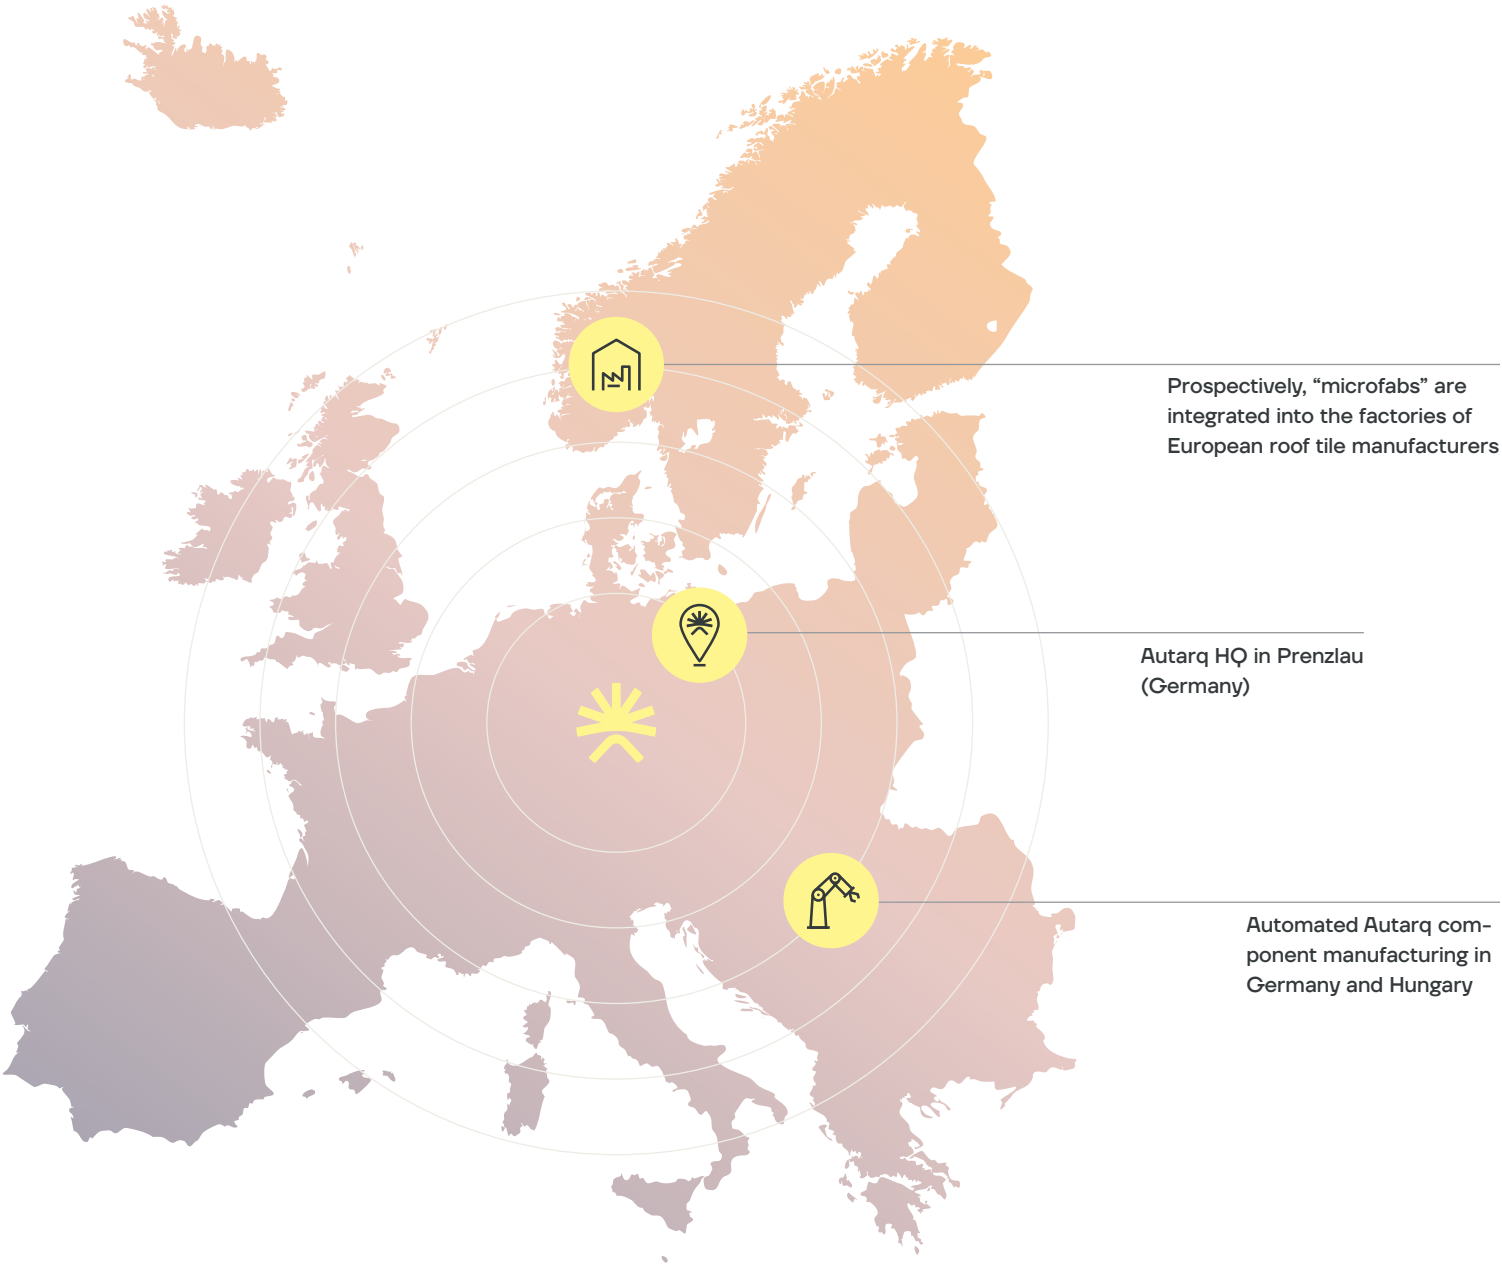 Prospectively, “microfabs” are
integrated into the factories of
European roof tile manufacturers
Autarq HQ in Prenzlau
(Germany)
Automated Autarq com-
ponent manufacturing in
Germany and Hungary